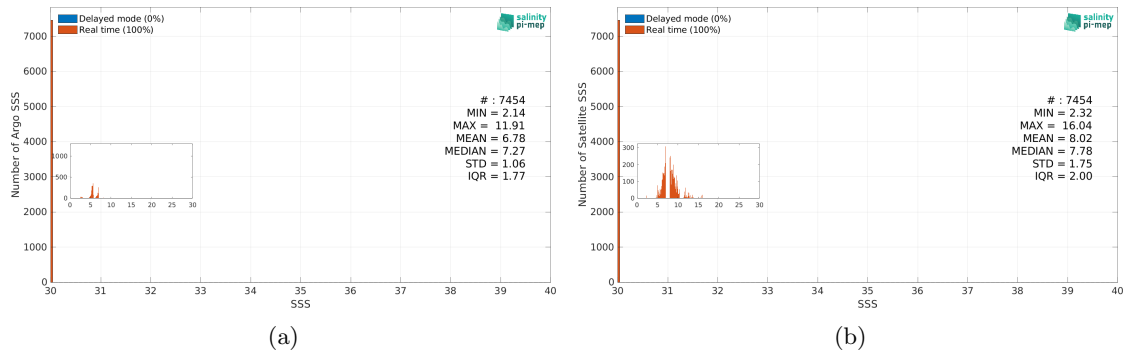 Delayed mode (0%)
Real time (100%)
salinity
pi-mep
7000
6000
5000
4000
3000
2000
1000
0
Number of Argo SSS
# : 7454
MIN = 2.14
MAX = 11.91
MEAN = 6.78
MEDIAN = 7.27
STD = 1.06
IQR = 1.77
1000
500
0
0 5 10 15 20 25 30
30 31 32 33 34 35 36 37 38 39 40
SSS
(a)
Delayed mode (0%)
Real time (100%)
salinity
pi-mep
7000
6000
5000
4000
3000
2000
1000
0
Number of Satellite SSS
# : 7454
MIN = 2.32
MAX = 16.04
MEAN = 8.02
MEDIAN = 7.78
STD = 1.75
IQR = 2.00
300
200
100
0
0 5 10 15 20 25 30
30 31 32 33 34 35 36 37 38 39 40
SSS
(b)